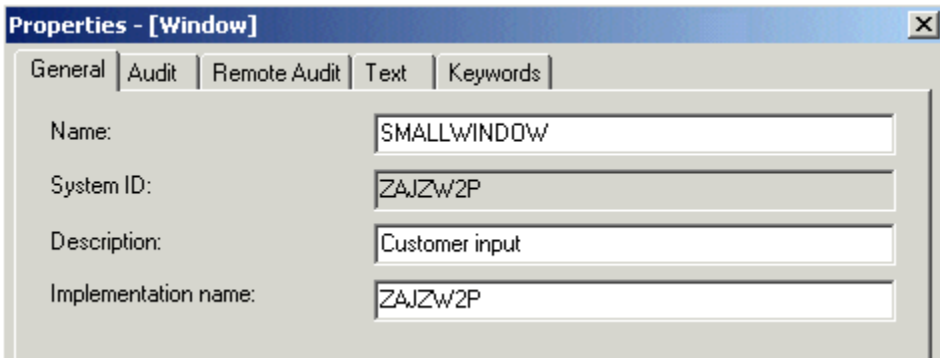 Properties - [Window]
General Audit Remote Audit Text Keywords
Name: SMALLWINDOW
System ID: ZAJZW2P
Description: Customer input
Implementation name: ZAJZW2P